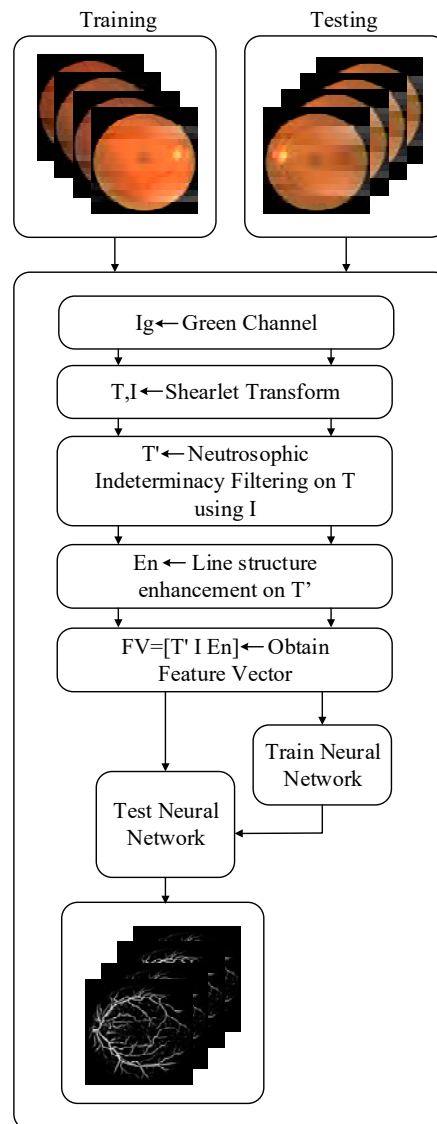 Training
Testing
Ig← Green Channel
T,I← Shearlet Transform
T'← Neutrosophic
Indeterminacy Filtering on T
using I
En ← Line structure
enhancement on T’
FV=[T' I En]← Obtain
Feature Vector
Train Neural
Network
Test Neural
Network